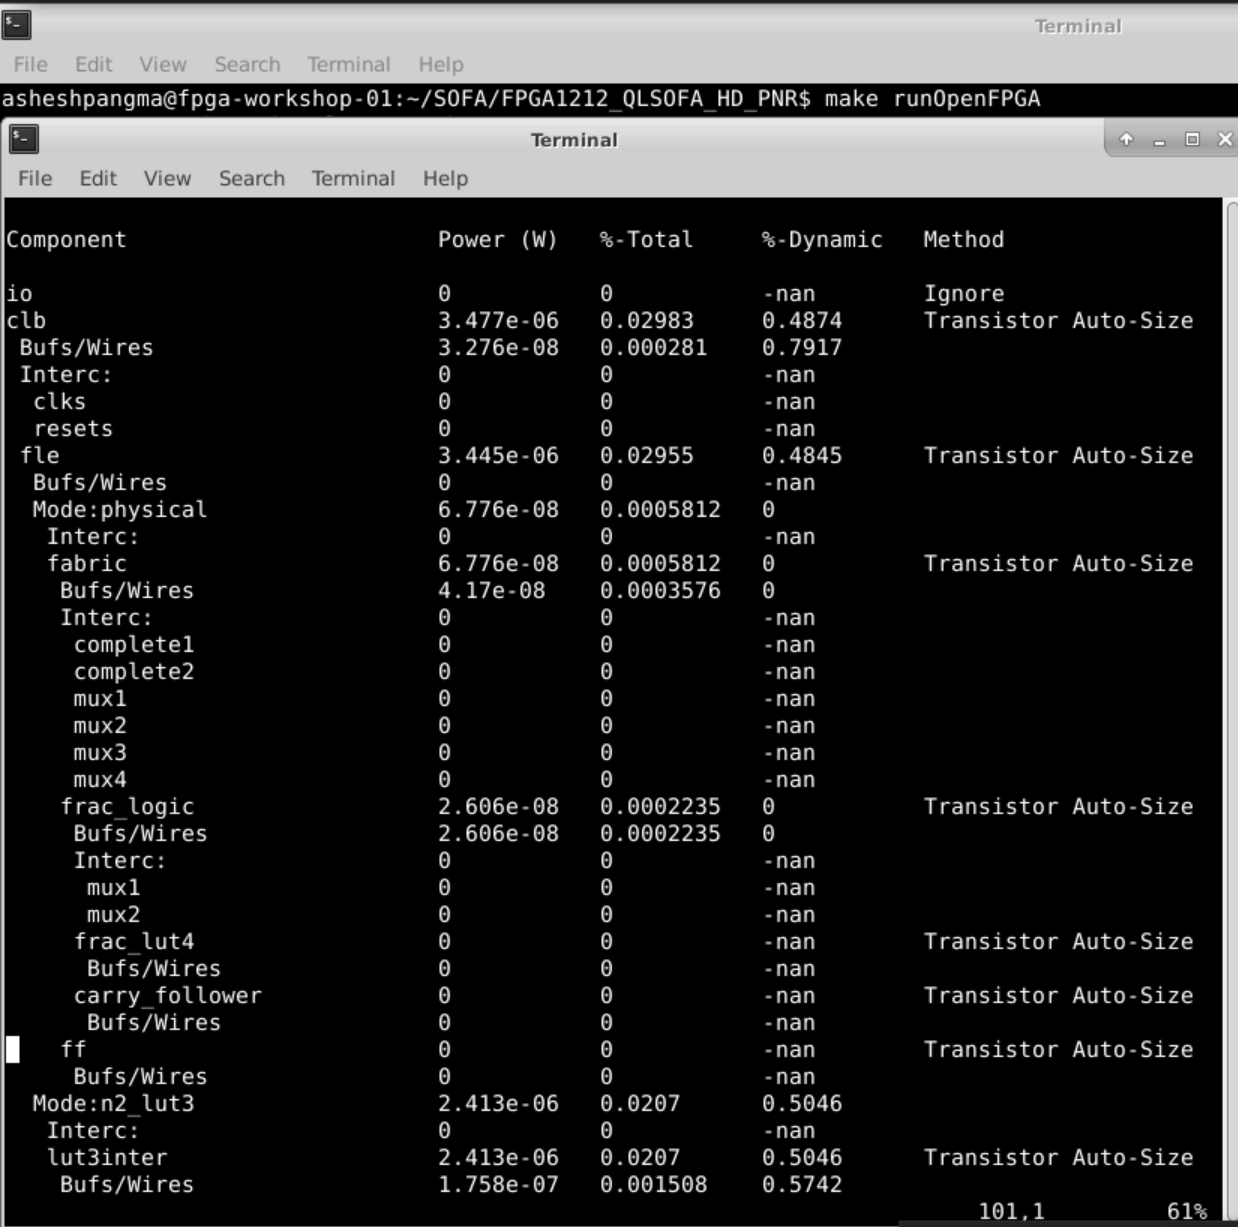 Terminal
File Edit View Search Terminal Help
asheshpangma@fpga-workshop-01:~/SOFA/FPGA1212_QLSOFA_HD_PNR$ make runOpenFPGA
Terminal
File Edit View Search Terminal Help
Component Power (W) %-Total %-Dynamic Method
io 0 0 -nan Ignore
clb 3.477e-06 0.02983 0.4874 Transistor Auto-Size
Bufs/Wires 3.276e-08 0.000281 0.7917
Interc: 0 0 -nan
clks 0 0 -nan
resets 0 0 -nan
fle 3.445e-06 0.02955 0.4845 Transistor Auto-Size
Bufs/Wires 0 0 -nan
Mode:physical 6.776e-08 0.0005812 0
Interc: 0 0 -nan
fabric 6.776e-08 0.0005812 0 Transistor Auto-Size
Bufs/Wires 4.17e-08 0.0003576 0
Interc: 0 0 -nan
complete1 0 0 -nan
complete2 0 0 -nan
mux1 0 0 -nan
mux2 0 0 -nan
mux3 0 0 -nan
mux4 0 0 -nan
frac_logic 2.606e-08 0.0002235 0 Transistor Auto-Size
Bufs/Wires 2.606e-08 0.0002235 0
Interc: 0 0 -nan
mux1 0 0 -nan
mux2 0 0 -nan
frac_lut4 0 0 -nan Transistor Auto-Size
Bufs/Wires 0 0 -nan
carry_follower 0 0 -nan Transistor Auto-Size
Bufs/Wires 0 0 -nan
ff 0 0 -nan Transistor Auto-Size
Bufs/Wires 0 0 -nan
Mode:n2_lut3 2.413e-06 0.0207 0.5046
Interc: 0 0 -nan
lut3inter 2.413e-06 0.0207 0.5046 Transistor Auto-Size
Bufs/Wires 1.758e-07 0.001508 0.5742
101,1 61%